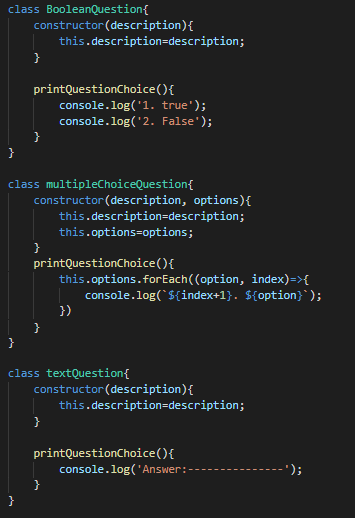 class BooleanQuestion{
    constructor(description){
        this.description=description;
    }

    printQuestionChoice(){
        console.log('1. true');
        console.log('2. False');
    }
}

class multipleChoiceQuestion{
    constructor(description, options){
        this.description=description;
        this.options=options;
    }
    printQuestionChoice(){
        this.options.forEach((option, index)=>{
            console.log(`${index+1}. ${option}`);
        })
    }
}

class textQuestion{
    constructor(description){
        this.description=description;
    }

    printQuestionChoice(){
        console.log('Answer:---------------');
    }
}